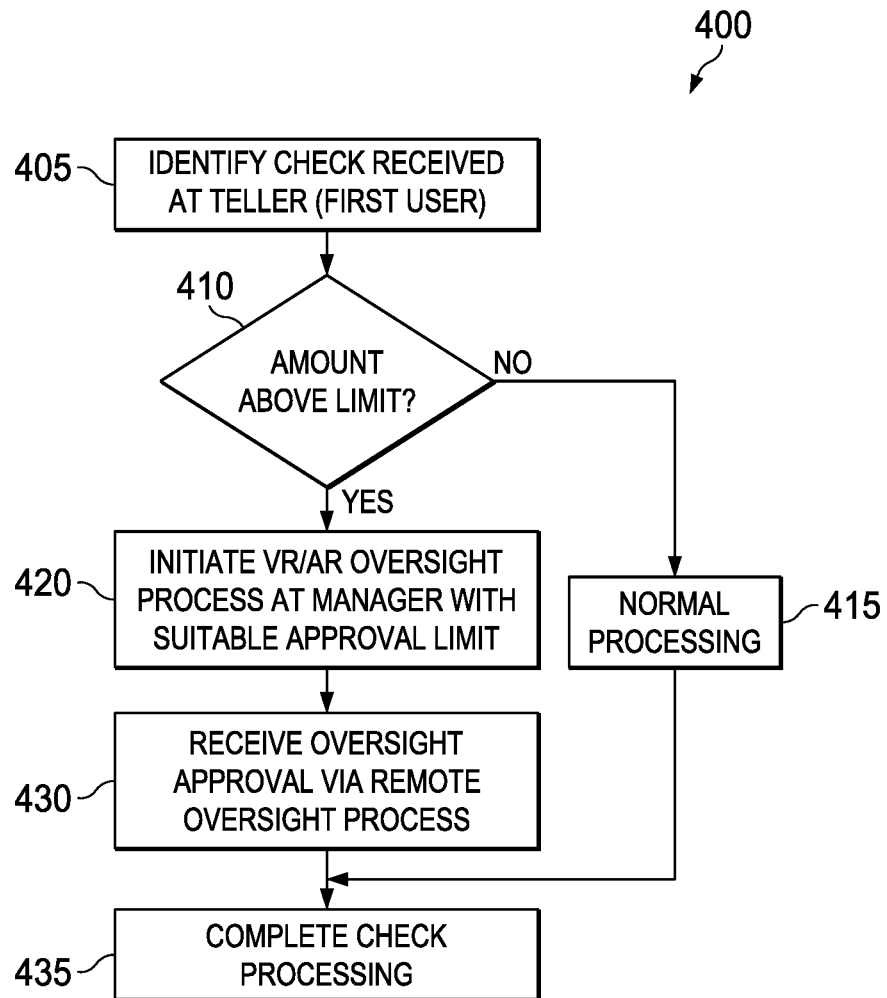 400
405
IDENTIFY CHECK RECEIVED
AT TELLER (FIRST USER)
410
AMOUNT
ABOVE LIMIT?
NO
YES
420
INITIATE VR/AR OVERSIGHT
PROCESS AT MANAGER WITH
SUITABLE APPROVAL LIMIT
NORMAL
PROCESSING
415
430
RECEIVE OVERSIGHT
APPROVAL VIA REMOTE
OVERSIGHT PROCESS
435
COMPLETE CHECK
PROCESSING